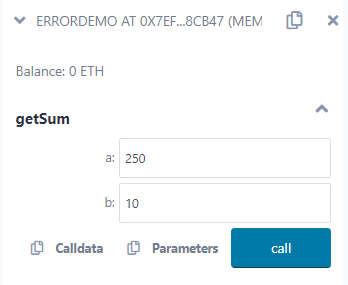 ERRORDEMO AT 0X7EF...8CB47 (MEM
Balance: 0 ETH
getSum
a: 250
b: 10
Calldata Parameters call